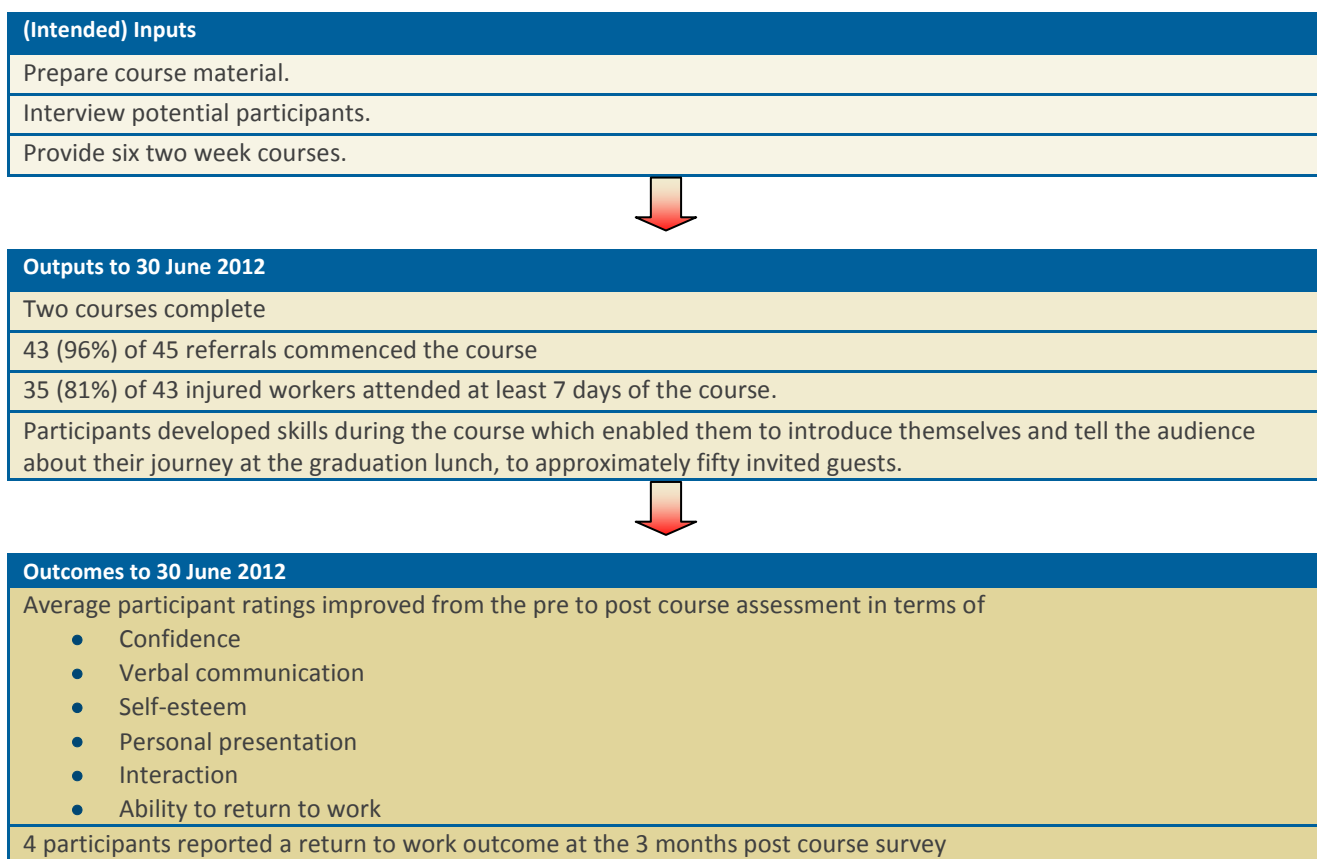 (Intended) Inputs
Prepare course material.
Interview potential participants.
Provide six two week courses.
Outputs to 30 June 2012
Two courses complete
43 (96%) of 45 referrals commenced the course
35 (81%) of 43 injured workers attended at least 7 days of the course.
Participants developed skills during the course which enabled them to introduce themselves and tell the audience
about their journey at the graduation lunch, to approximately fifty invited guests.
Outcomes to 30 June 2012
Average participant ratings improved from the pre to post course assessment in terms of
● Confidence
● Verbal communication
● Self-esteem
● Personal presentation
● Interaction
● Ability to return to work
4 participants reported a return to work outcome at the 3 months post course survey